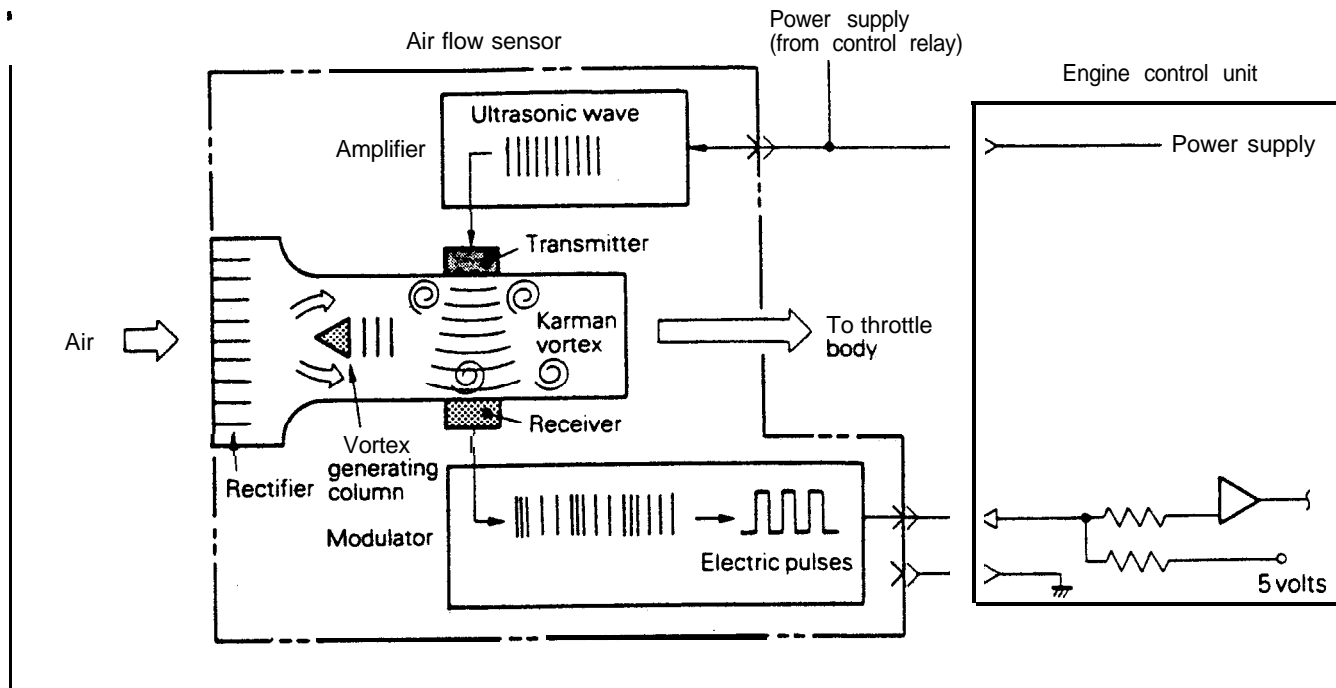 Power supply
(from control relay)
Air flow sensor
Engine control unit
Ultrasonic wave
Amplifier
Power supply
Transmitter
Karman
vortex
Air
To throttle
body
Receiver
Vortex
generating
column
Rectifier
Modulator
Electric pulses
5 volts